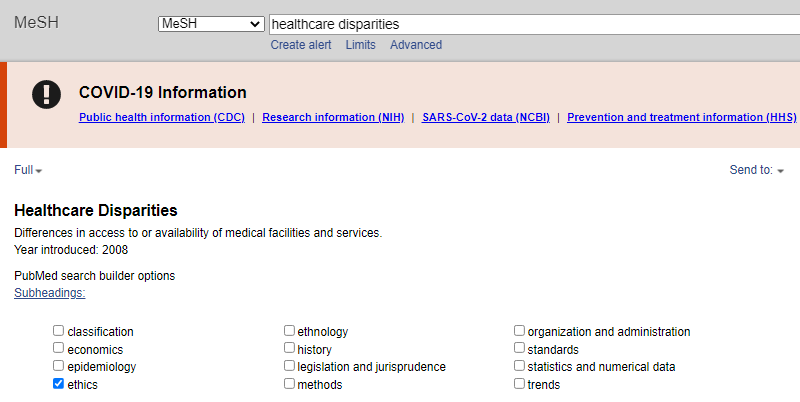 MeSH MeSH healthcare disparities
Create alert Limits Advanced
COVID-19 Information
Public health information (CDC) | Research information (NIH) | SARS-CoV-2 data (NCBI) | Prevention and treatment information (HHS)
Full Send to:
Healthcare Disparities
Differences in access to or availability of medical facilities and services.
Year introduced: 2008
PubMed search builder options
Subheadings:
classification ethnology organization and administration
economics history standards
epidemiology legislation and jurisprudence statistics and numerical data
ethics methods trends